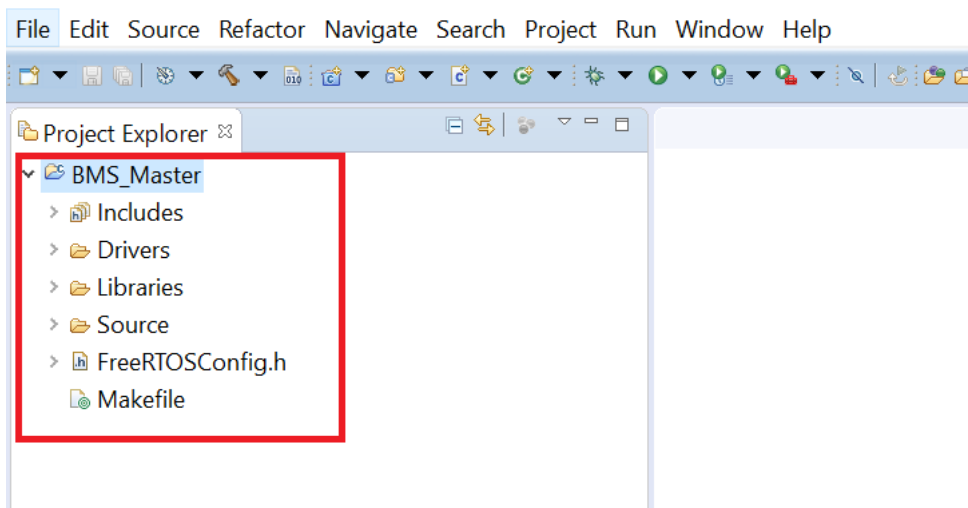 File Edit Source Refactor Navigate Search Project Run Window Help
010
Project Explorer
BMS_Master
Includes
Drivers
Libraries
Source
FreeRTOSConfig.h
Makefile